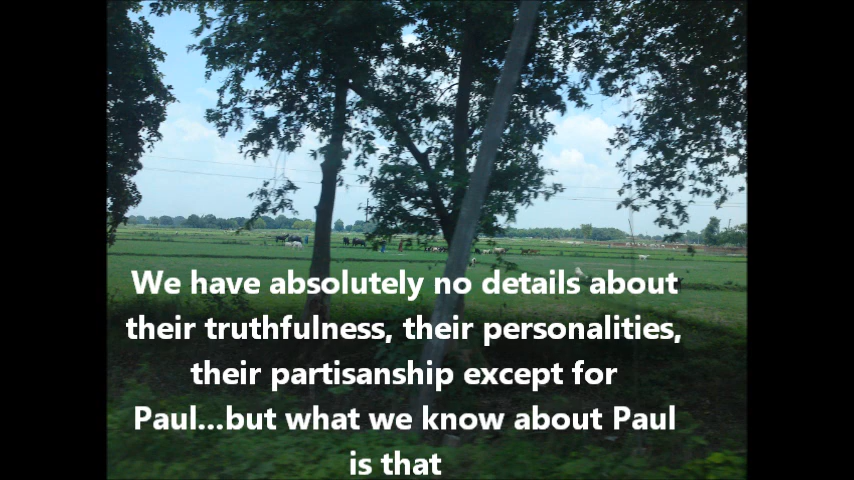 We have absolutely no details about
their truthfulness, their personalities,
their partisanship except for
Paul...but what we know about Paul
is that